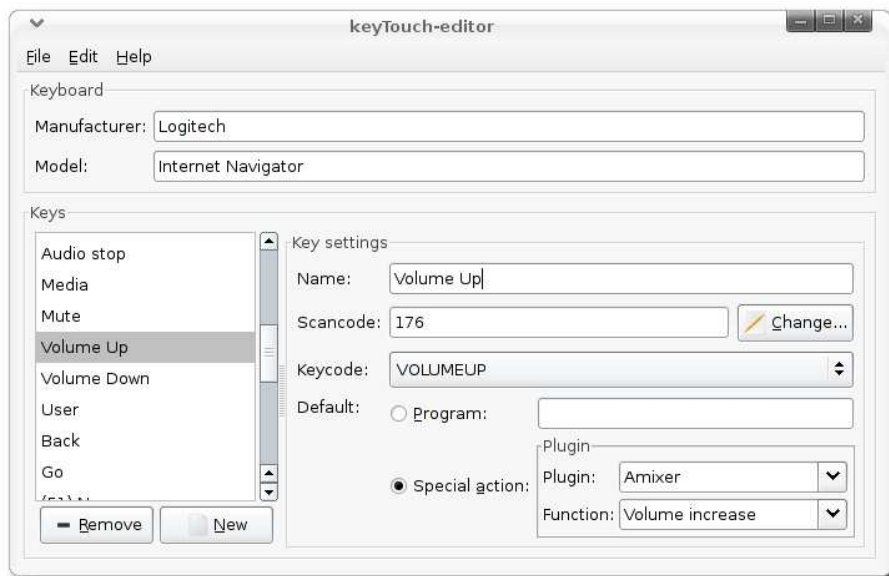 keyTouch-editor
File Edit Help
Keyboard
Manufacturer: Logitech
Model: Internet Navigator
Keys
Audio stop
Media
Mute
Volume Up
Volume Down
User
Back
Go
Remove New
Key settings
Name: Volume Up
Scancode: 176 Change...
Keycode: VOLUMEUP
Default: Program:
Special action:
Plugin
Plugin: Amixer
Function: Volume increase